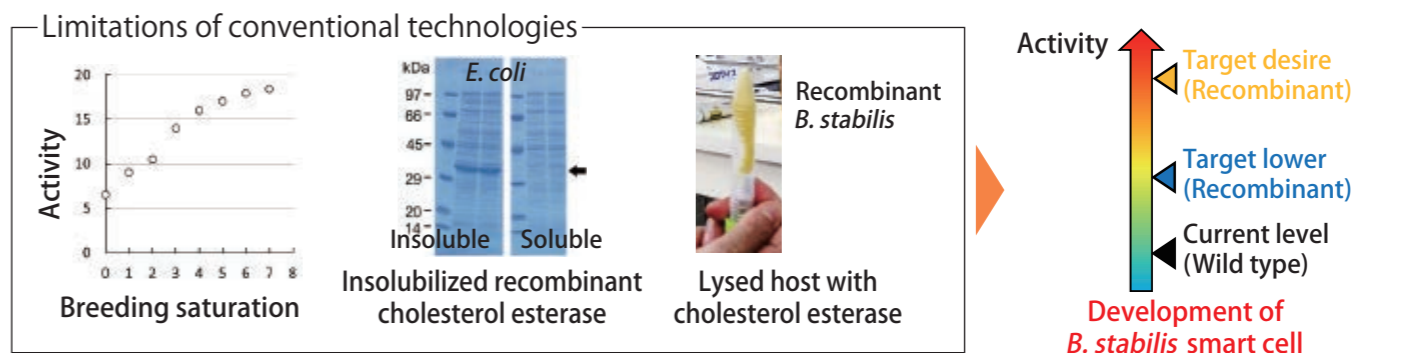 Limitations of conventional technologies
Activity
20
15
10
5
0
0 1 2 3 4 5 6 7 8
Breeding saturation
kDa
E. coli
97-
66-
45-
29-
20-
14-
Insoluble Soluble
Insolubilized recombinant
cholesterol esterase
Recombinant
B. stabilis
Lysed host with
cholesterol esterase
Activity
Target desire
(Recombinant)
Target lower
(Recombinant)
Current level
(Wild type)
Development of
B. stabilis smart cell